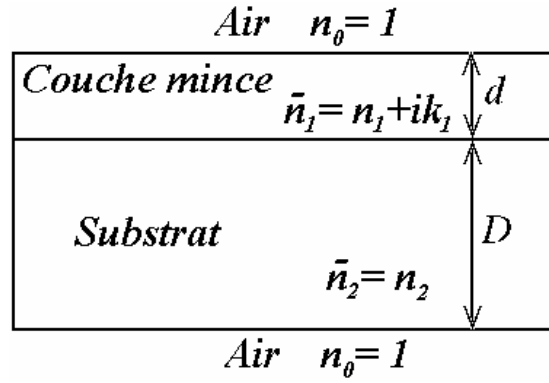 Air n₀= 1
Couche mince
d
n̄₁= n₁+ik₁
Substrat
D
n̄₂= n₂
Air n₀= 1